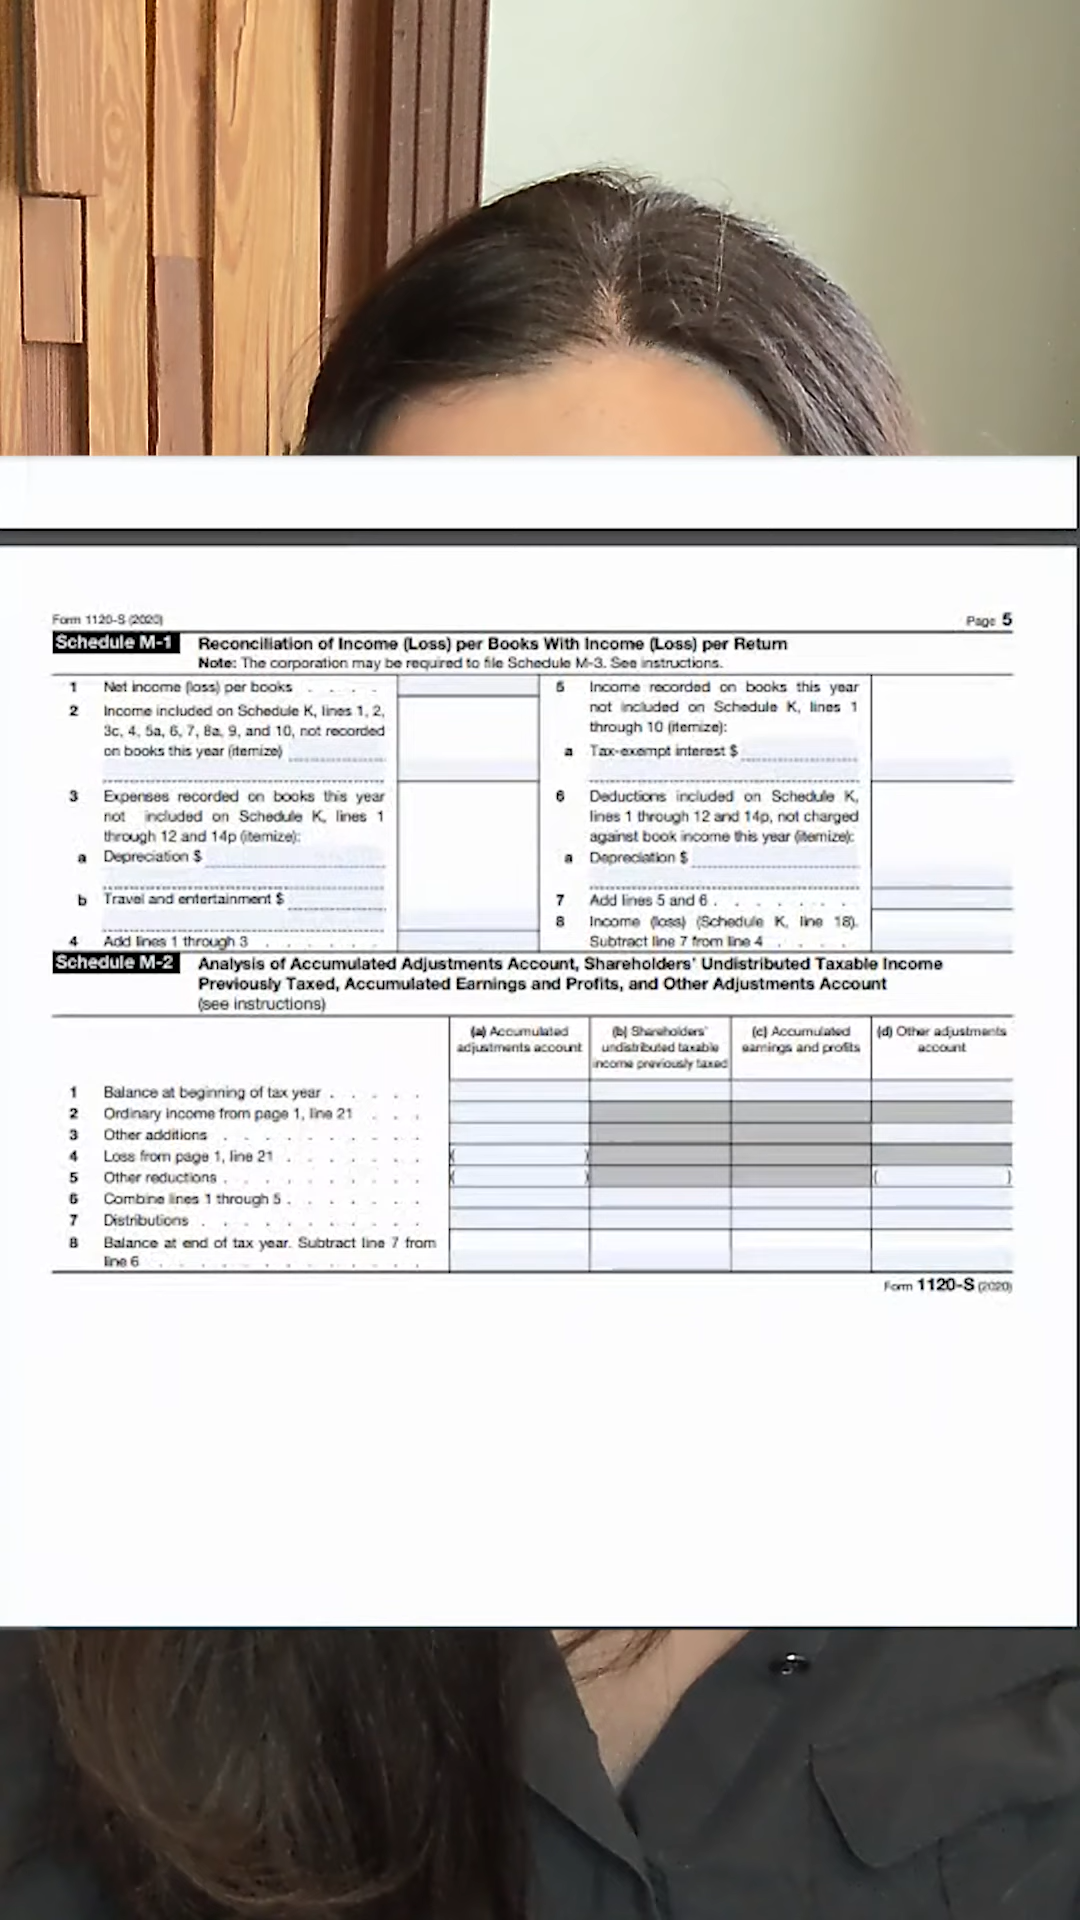 Form 1120-S (2020) Page 5
Schedule M-1 Reconciliation of Income (Loss) per Books With Income (Loss) per Return
Note: The corporation may be required to file Schedule M-3. See instructions.
1 Net income (loss) per books . . . .
2 Income included on Schedule K, lines 1, 2,
3c, 4, 5a, 6, 7, 8a, 9, and 10, not recorded
on books this year (itemize)
3 Expenses recorded on books this year
not included on Schedule K, lines 1
through 12 and 14p (itemize):
a Depreciation $
b Travel and entertainment $
4 Add lines 1 through 3 . . . . . .
5 Income recorded on books this year
not included on Schedule K, lines 1
through 10 (itemize):
a Tax-exempt interest $
6 Deductions included on Schedule K,
lines 1 through 12 and 14p, not charged
against book income this year (itemize):
a Depreciation $
7 Add lines 5 and 6 . . . . . . .
8 Income (loss) (Schedule K, line 18).
Subtract line 7 from line 4 . . . .
Schedule M-2 Analysis of Accumulated Adjustments Account, Shareholders' Undistributed Taxable Income
Previously Taxed, Accumulated Earnings and Profits, and Other Adjustments Account
(see instructions)
(a) Accumulated
adjustments account
(b) Shareholders'
undistributed taxable
income previously taxed
(c) Accumulated
earnings and profits
(d) Other adjustments
account
1 Balance at beginning of tax year . . . . .
2 Ordinary income from page 1, line 21 . . .
3 Other additions . . . . . . . . . .
4 Loss from page 1, line 21 . . . . . . . ( )
5 Other reductions . . . . . . . . . . ( ) ( )
6 Combine lines 1 through 5 . . . . . . .
7 Distributions . . . . . . . . . . .
8 Balance at end of tax year. Subtract line 7 from
line 6 . . . . . . . . . . . . .
Form 1120-S (2020)